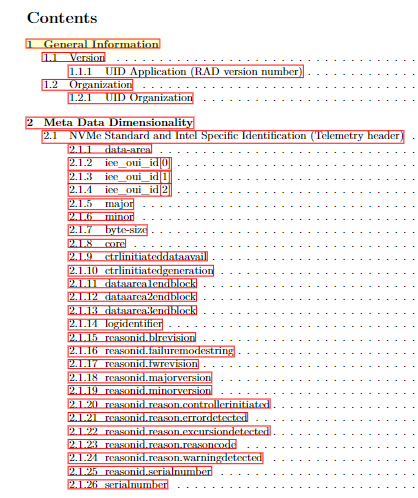 Contents
1 General Information
1.1 Version
1.1.1 UID Application (RAD version number)
1.2 Organization
1.2.1 UID Organization
2 Meta Data Dimensionality
2.1 NVMe Standard and Intel Specific Identification (Telemetry header)
2.1.1 data-area
2.1.2 iee_oui_id[0]
2.1.3 iee_oui_id[1]
2.1.4 iee_oui_id[2]
2.1.5 major
2.1.6 minor
2.1.7 byte-size
2.1.8 core
2.1.9 ctrlinitiateddataavail
2.1.10 ctrlinitiatedgeneration
2.1.11 dataarea1endblock
2.1.12 dataarea2endblock
2.1.13 dataarea3endblock
2.1.14 logidentifier
2.1.15 reasonid.blrevision
2.1.16 reasonid.failuremodestring
2.1.17 reasonid.fwrevision
2.1.18 reasonid.majorversion
2.1.19 reasonid.minorversion
2.1.20 reasonid.reason.controllerinitiated
2.1.21 reasonid.reason.errordetected
2.1.22 reasonid.reason.excursiondetected
2.1.23 reasonid.reason.reasoncode
2.1.24 reasonid.reason.warningdetected
2.1.25 reasonid.serialnumber
2.1.26 serialnumber